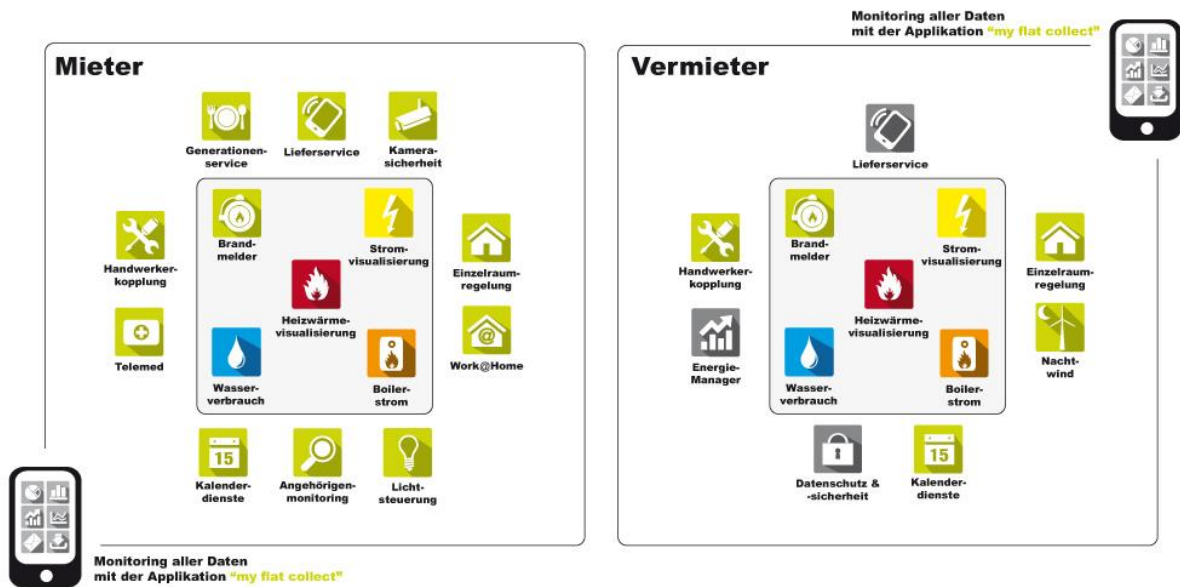 Monitoring aller Daten
mit der Applikation “my flat collect”
Mieter
Generationen-
service
Lieferservice
Kamera-
sicherheit
Brand-
melder
Strom-
visualisierung
Handwerker-
kopplung
Einzelraum-
regelung
Heizwärme-
visualisierung
Telemed
Work@Home
Wasser-
verbrauch
Boiler-
strom
15
Kalender-
dienste
Angehörigen-
monitoring
Licht-
steuerung
Monitoring aller Daten
mit der Applikation “my flat collect”
Vermieter
Lieferservice
Brand-
melder
Strom-
visualisierung
Handwerker-
kopplung
Einzelraum-
regelung
Heizwärme-
visualisierung
Energie-
Manager
Nacht-
wind
Wasser-
verbrauch
Boiler-
strom
Datenschutz &
-sicherheit
15
Kalender-
dienste